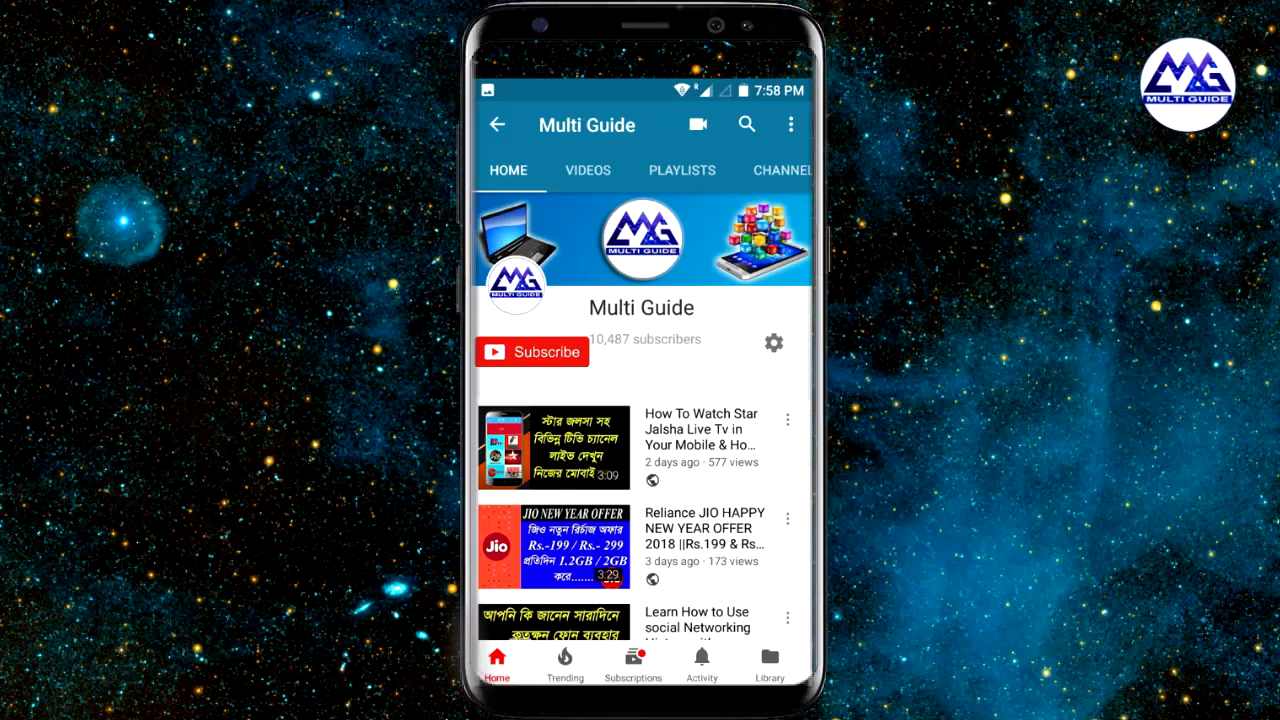 MULTI GUIDE
R 7:58 PM
Multi Guide
HOME VIDEOS PLAYLISTS CHANNEL
MULTI GUIDE
MULTI GUIDE
Multi Guide
10,487 subscribers
Subscribe
স্টার জলসা সহ
বিভিন্ন টিভি চ্যানেল
লাইভ দেখুন
নিজের মোবাই
3:09
How To Watch Star
Jalsha Live Tv in
Your Mobile & Ho...
2 days ago · 577 views
JIO NEW YEAR OFFER
Jio
জিও নতুন রির্চাজ অফার
Rs.-199 / Rs.- 299
প্রতিদিন 1.2GB / 2GB
করে.......
3:29
Reliance JIO HAPPY
NEW YEAR OFFER
2018 ||Rs.199 & Rs...
3 days ago · 173 views
আপনি কি জানেন সারাদিনে
কতক্ষন ফোন ব্যবহার
Learn How to Use
social Networking
Home Trending Subscriptions Activity Library